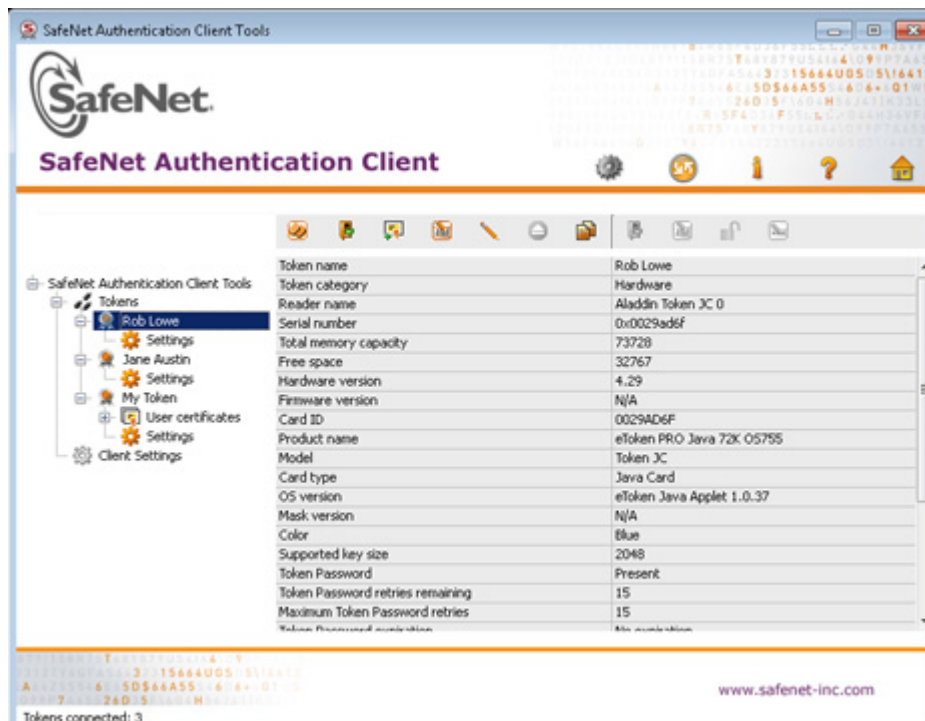 SafeNet Authentication Client Tools
SafeNet.
SafeNet Authentication Client
SafeNet Authentication Client Tools
Tokens
Rob Lowe
Settings
Jane Austin
Settings
My Token
User certificates
Settings
Client Settings
Token name Rob Lowe
Token category Hardware
Reader name Aladdin Token JC 0
Serial number 0x0029ad6f
Total memory capacity 73728
Free space 32767
Hardware version 4.29
Firmware version N/A
Card ID 0029AD6F
Product name eToken PRO Java 72K OS755
Model Token JC
Card type Java Card
OS version eToken Java Applet 1.0.37
Mask version N/A
Color Blue
Supported key size 2048
Token Password Present
Token Password retries remaining 15
Maximum Token Password retries 15
Token Password expiration No expiration
www.safenet-inc.com
Tokens connected: 3